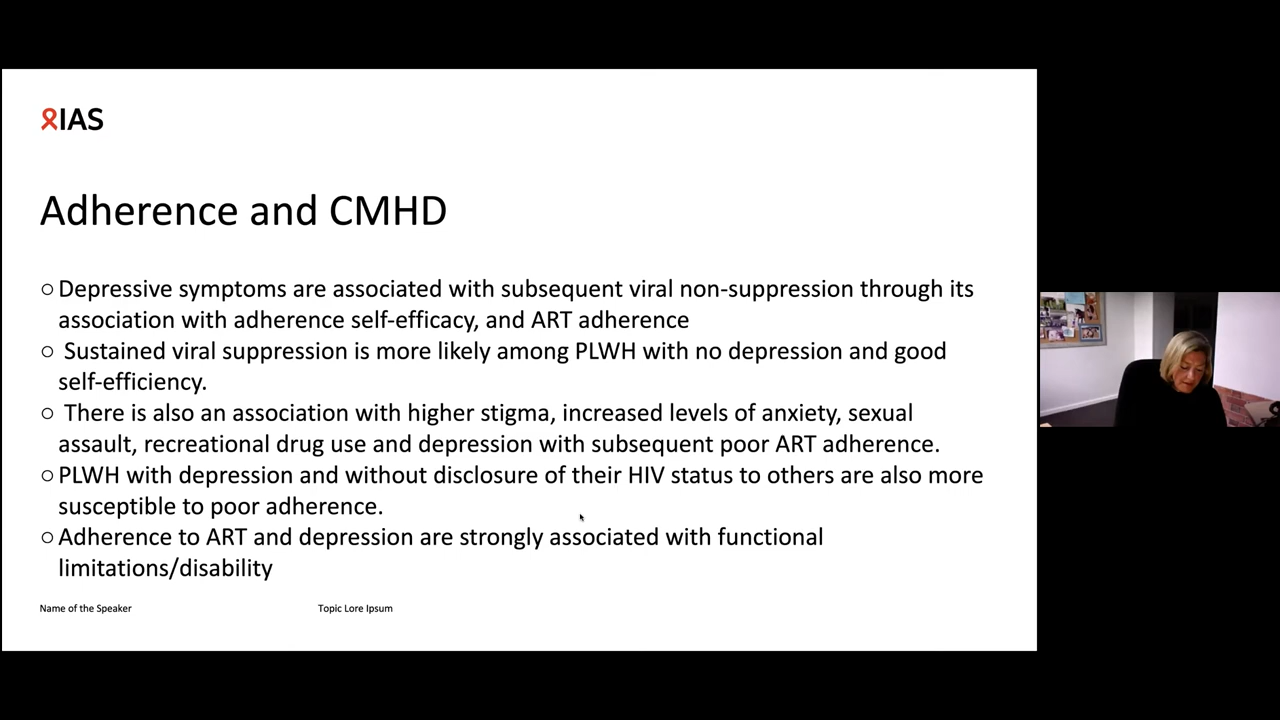 IAS
Adherence and CMHD
○ Depressive symptoms are associated with subsequent viral non-suppression through its
association with adherence self-efficacy, and ART adherence
○ Sustained viral suppression is more likely among PLWH with no depression and good
self-efficiency.
○ There is also an association with higher stigma, increased levels of anxiety, sexual
assault, recreational drug use and depression with subsequent poor ART adherence.
○ PLWH with depression and without disclosure of their HIV status to others are also more
susceptible to poor adherence.
○ Adherence to ART and depression are strongly associated with functional
limitations/disability
Name of the Speaker
Topic Lore Ipsum